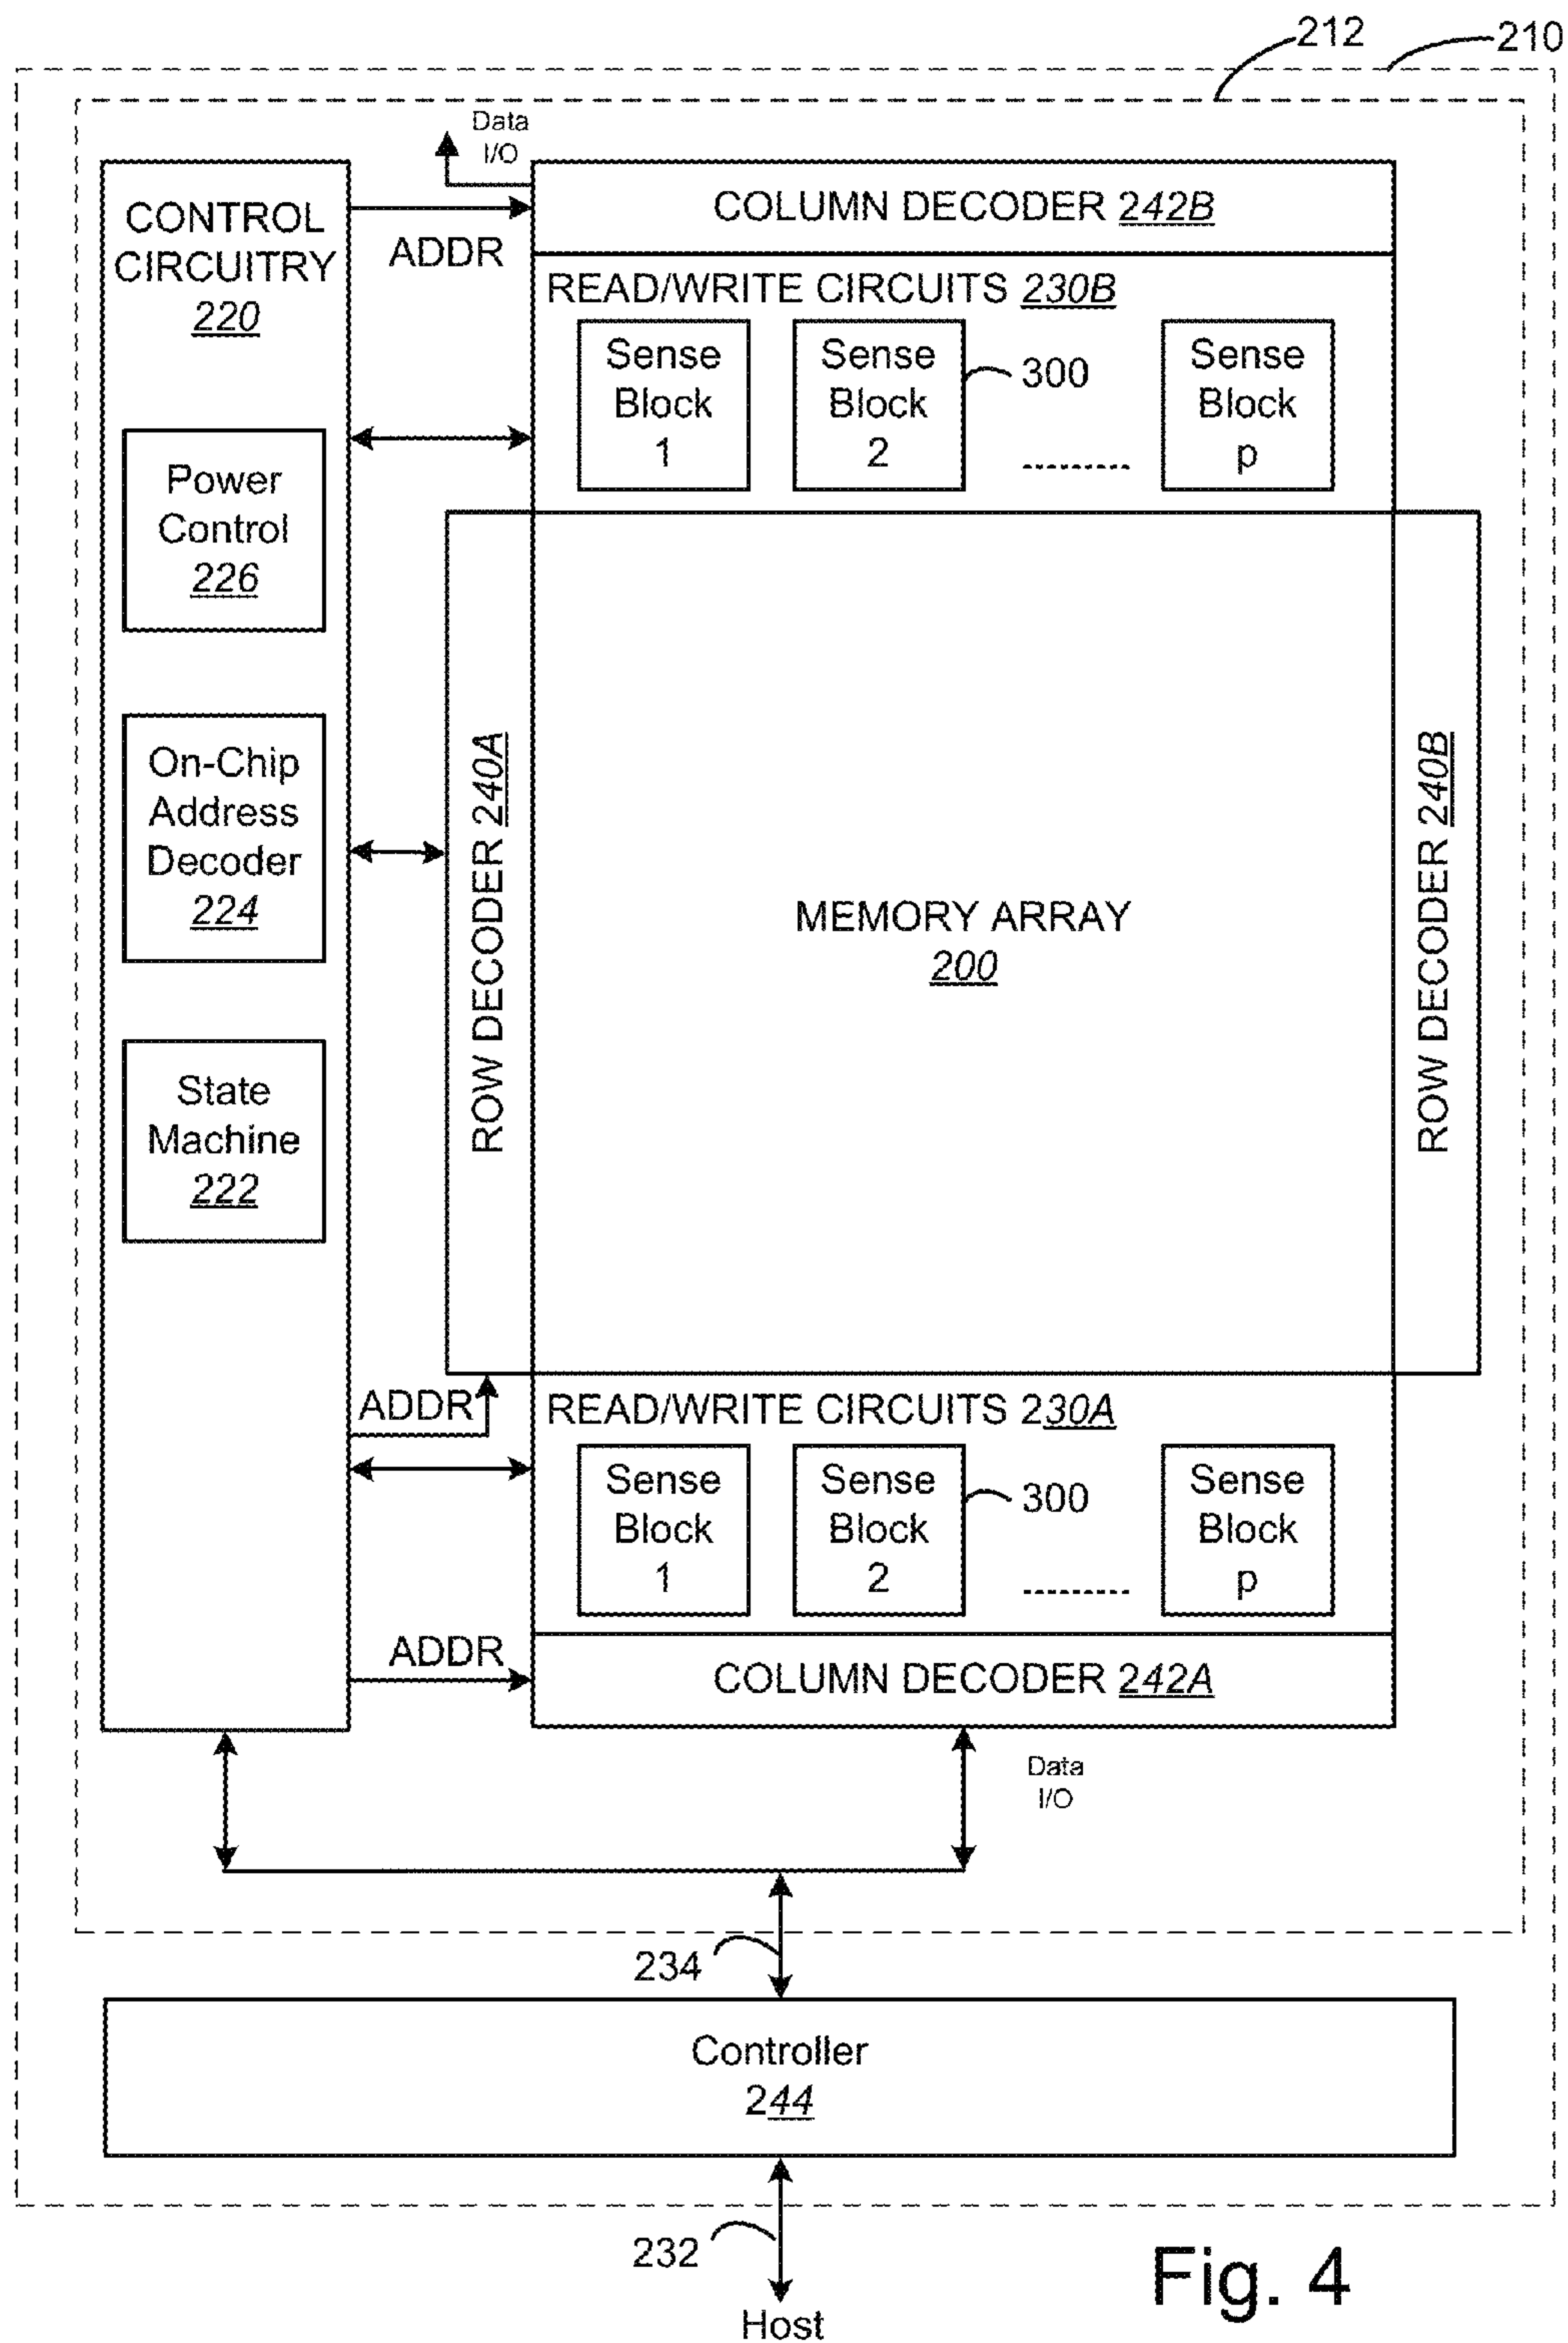 212
210
Data
I/O
CONTROL
CIRCUITRY
220
ADDR
COLUMN DECODER 242B
READ/WRITE CIRCUITS 230B
Sense
Block
1
Sense
Block
2
300
.........
Sense
Block
p
Power
Control
226
On-Chip
Address
Decoder
224
State
Machine
222
ROW DECODER 240A
MEMORY ARRAY
200
ROW DECODER 240B
ADDR
READ/WRITE CIRCUITS 230A
Sense
Block
1
Sense
Block
2
300
.........
Sense
Block
p
ADDR
COLUMN DECODER 242A
Data
I/O
234
Controller
244
232
Host
Fig. 4